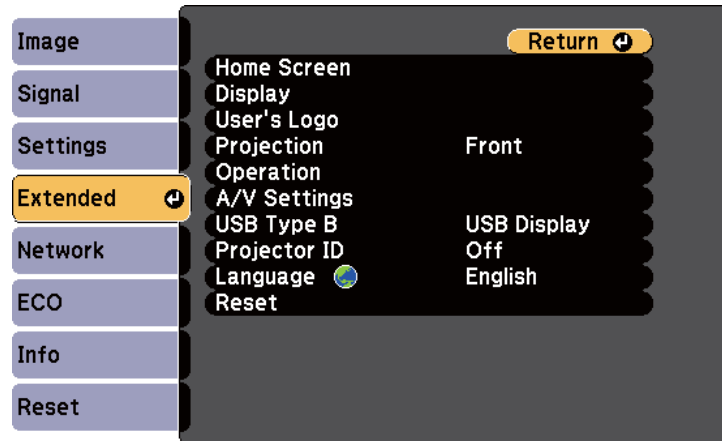 Image
Signal
Settings
Extended
Network
ECO
Info
Reset
Return
Home Screen
Display
User's Logo
Projection Front
Operation
A/V Settings
USB Type B USB Display
Projector ID Off
Language English
Reset